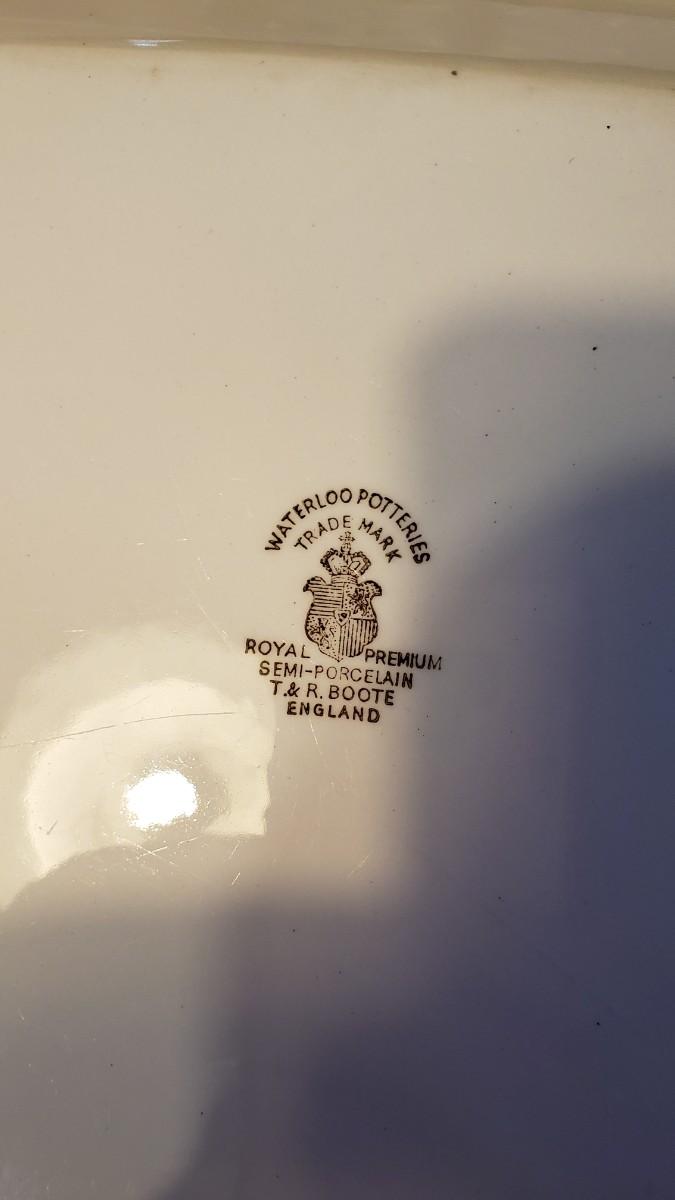 WATERLOO POTTERIES
TRADE MARK
ROYAL PREMIUM
SEMI-PORCELAIN
T.& R. BOOTE
ENGLAND